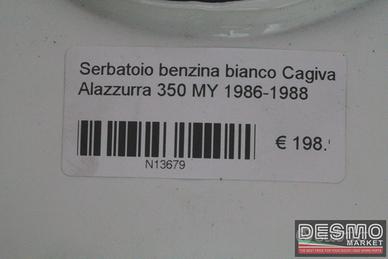 Serbatoio benzina bianco Cagiva
Alazzurra 350 MY 1986-1988
€ 198.
N13679
DESMO
MARKET